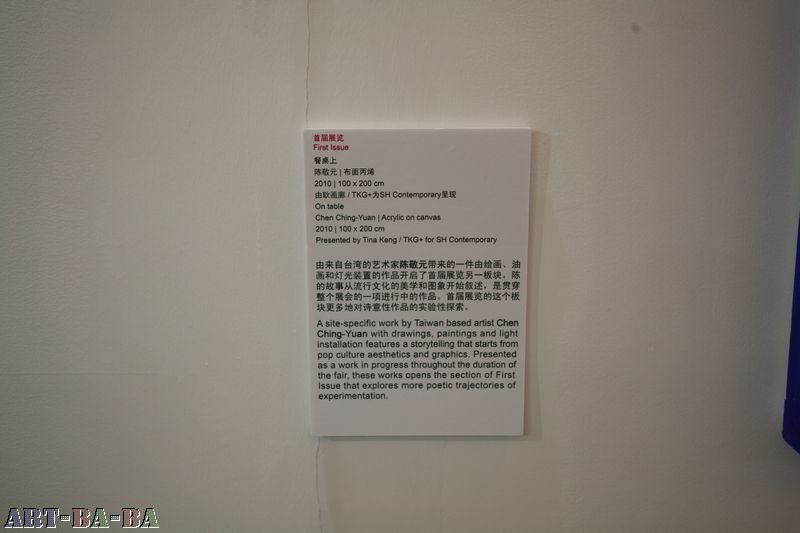 首届展览
First Issue
餐桌上
陈敬元 | 布面丙烯
2010 | 100 x 200 cm
由耿画廊 / TKG+为SH Contemporary呈现
On table
Chen Ching-Yuan | Acrylic on canvas
2010 | 100 x 200 cm
Presented by Tina Keng / TKG+ for SH Contemporary
由来自台湾的艺术家陈敬元带来的一件由绘画、油
画和灯光装置的作品开启了首届展览另一板块。陈
的故事从流行文化的美学和图象开始叙述，是贯穿
整个展会的一项进行中的作品。首届展览的这个板
块更多地对诗意性作品的实验性探索。
A site-specific work by Taiwan based artist Chen
Ching-Yuan with drawings, paintings and light
installation features a storytelling that starts from
pop culture aesthetics and graphics. Presented
as a work in progress throughout the duration of
the fair, these works opens the section of First
Issue that explores more poetic trajectories of
experimentation.
ART-BA-BA